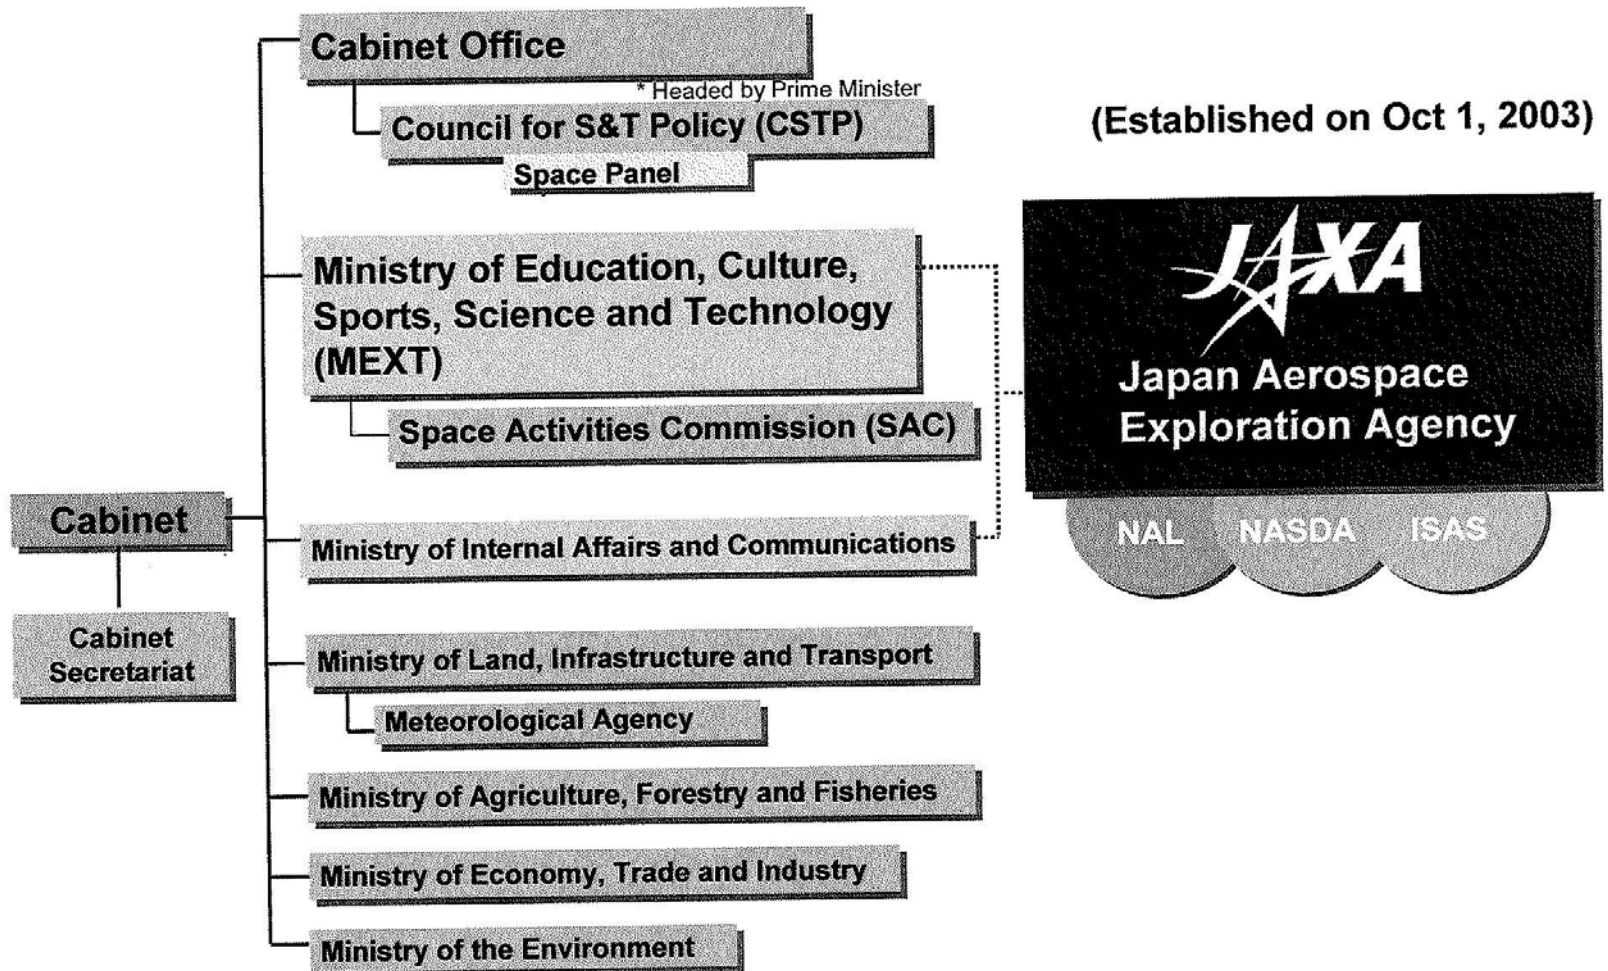 Cabinet Office
* Headed by Prime Minister
Council for S&T Policy (CSTP)
Space Panel
(Established on Oct 1, 2003)
Ministry of Education, Culture,
Sports, Science and Technology
(MEXT)
Space Activities Commission (SAC)
JAXA
Japan Aerospace
Exploration Agency
NAL
NASDA
ISAS
Cabinet
Cabinet
Secretariat
Ministry of Internal Affairs and Communications
Ministry of Land, Infrastructure and Transport
Meteorological Agency
Ministry of Agriculture, Forestry and Fisheries
Ministry of Economy, Trade and Industry
Ministry of the Environment